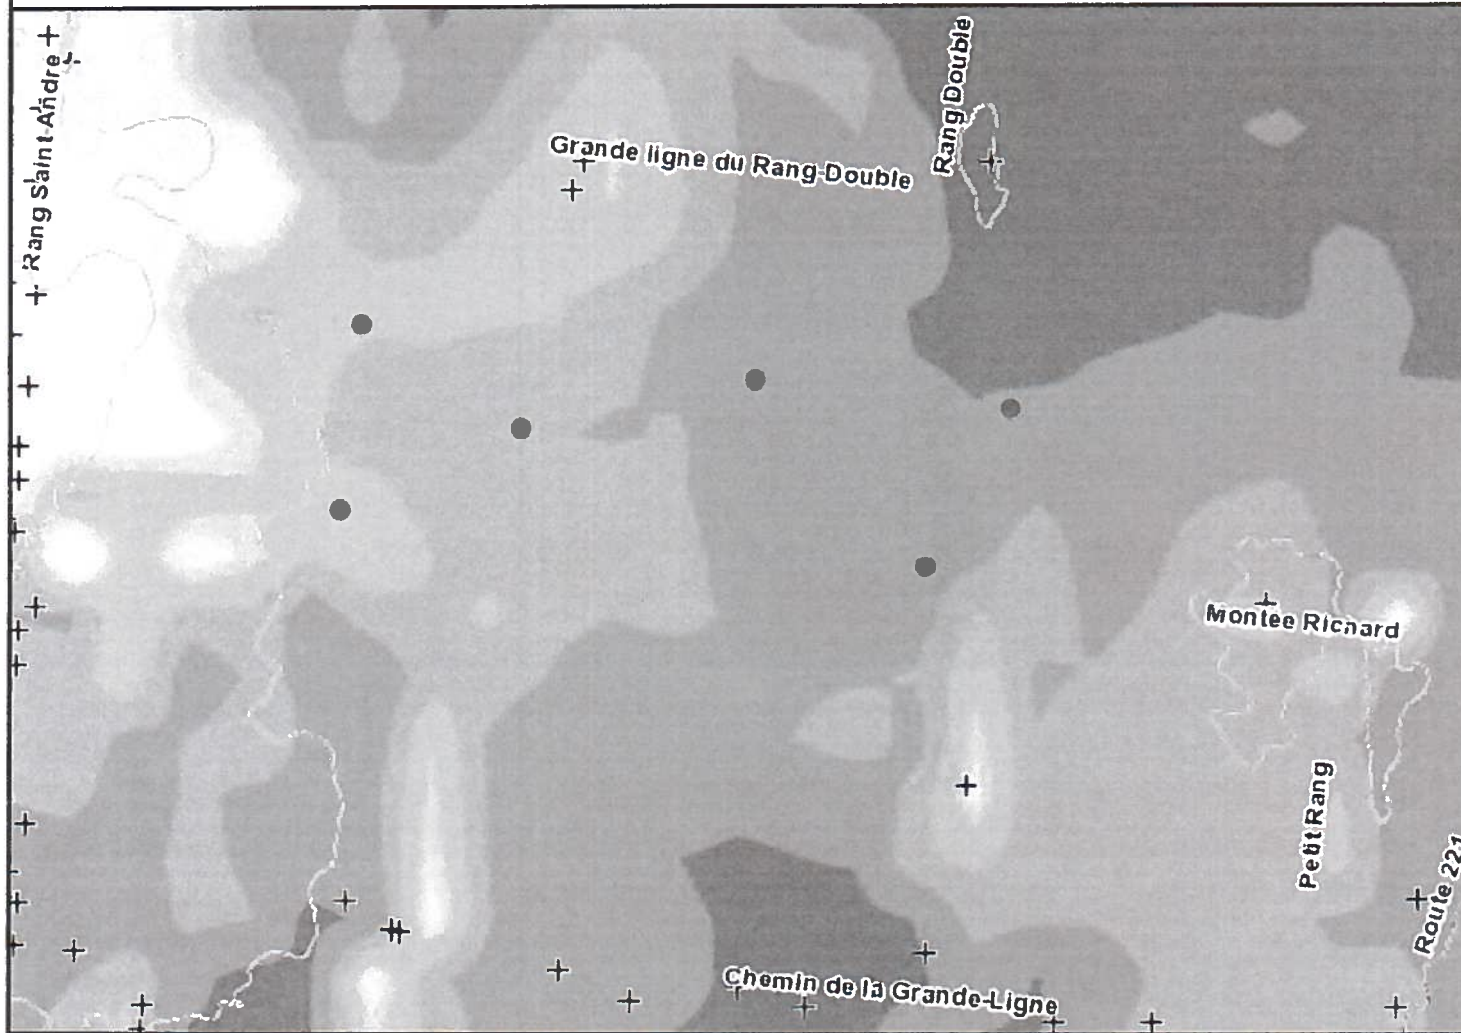 Rang Saint-André
Grande ligne du Rang-Double
Rang Double
Montée Richard
Petit Rang
Route 221
Chemin de la Grande-Ligne